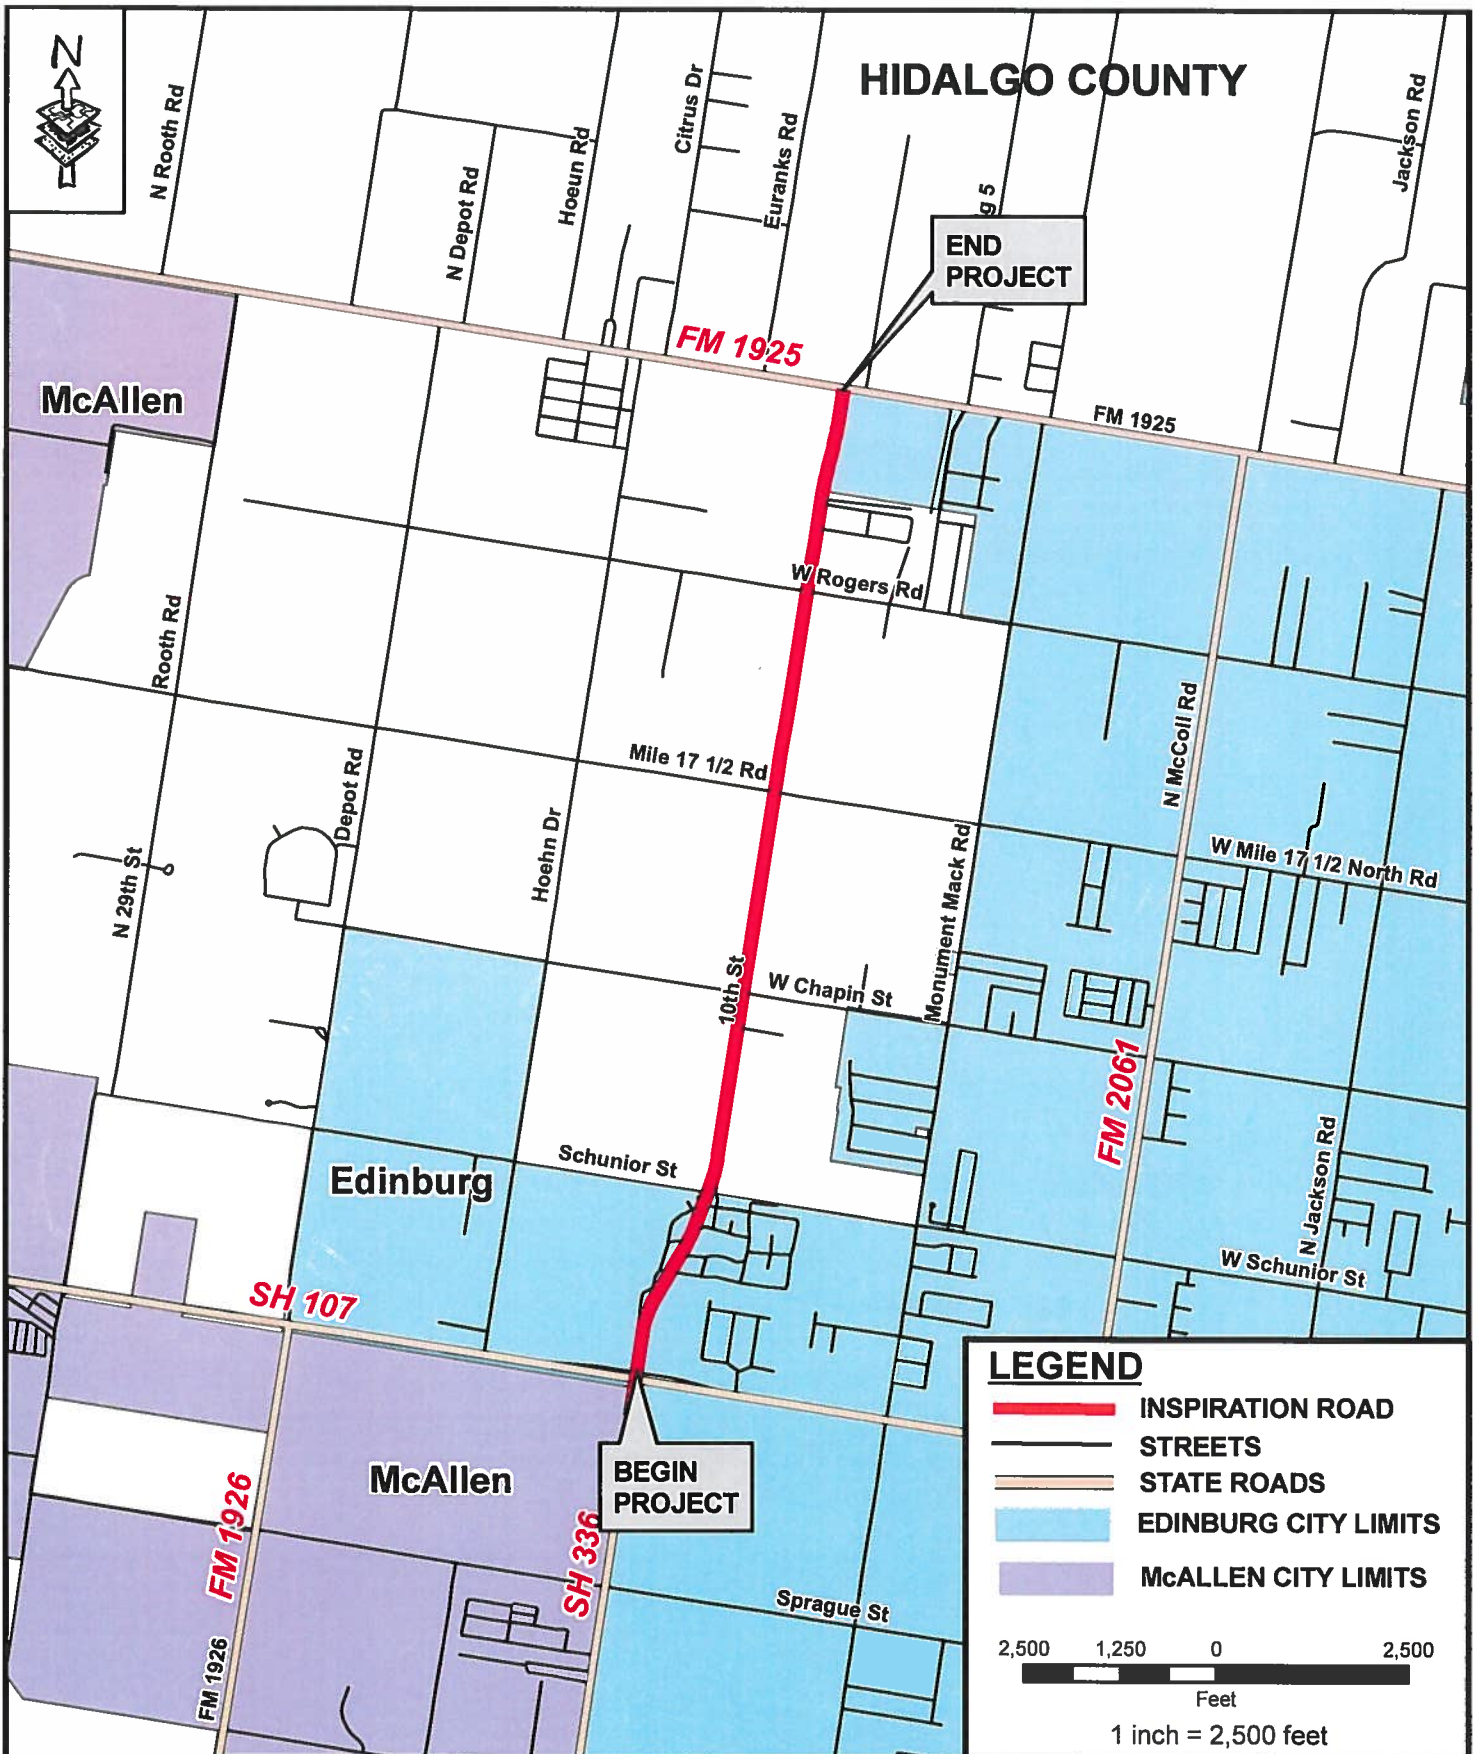 N
HIDALGO COUNTY
N Rooth Rd
N Depot Rd
Hoeun Rd
Citrus Dr
Euranks Rd
g 5
Jackson Rd
END
PROJECT
FM 1925
McAllen
FM 1925
W Rogers Rd
Rooth Rd
Mile 17 1/2 Rd
N McColl Rd
Depot Rd
Hoehn Dr
Monument Mack Rd
W Mile 17 1/2 North Rd
N 29th St
10th St
W Chapin St
FM 2061
Schunior St
Edinburg
N Jackson Rd
W Schunior St
SH 107
McAllen
BEGIN
PROJECT
FM 1926
SH 336
Sprague St
FM 1926
LEGEND
INSPIRATION ROAD
STREETS
STATE ROADS
EDINBURG CITY LIMITS
McALLEN CITY LIMITS
2,500 1,250 0 2,500
Feet
1 inch = 2,500 feet